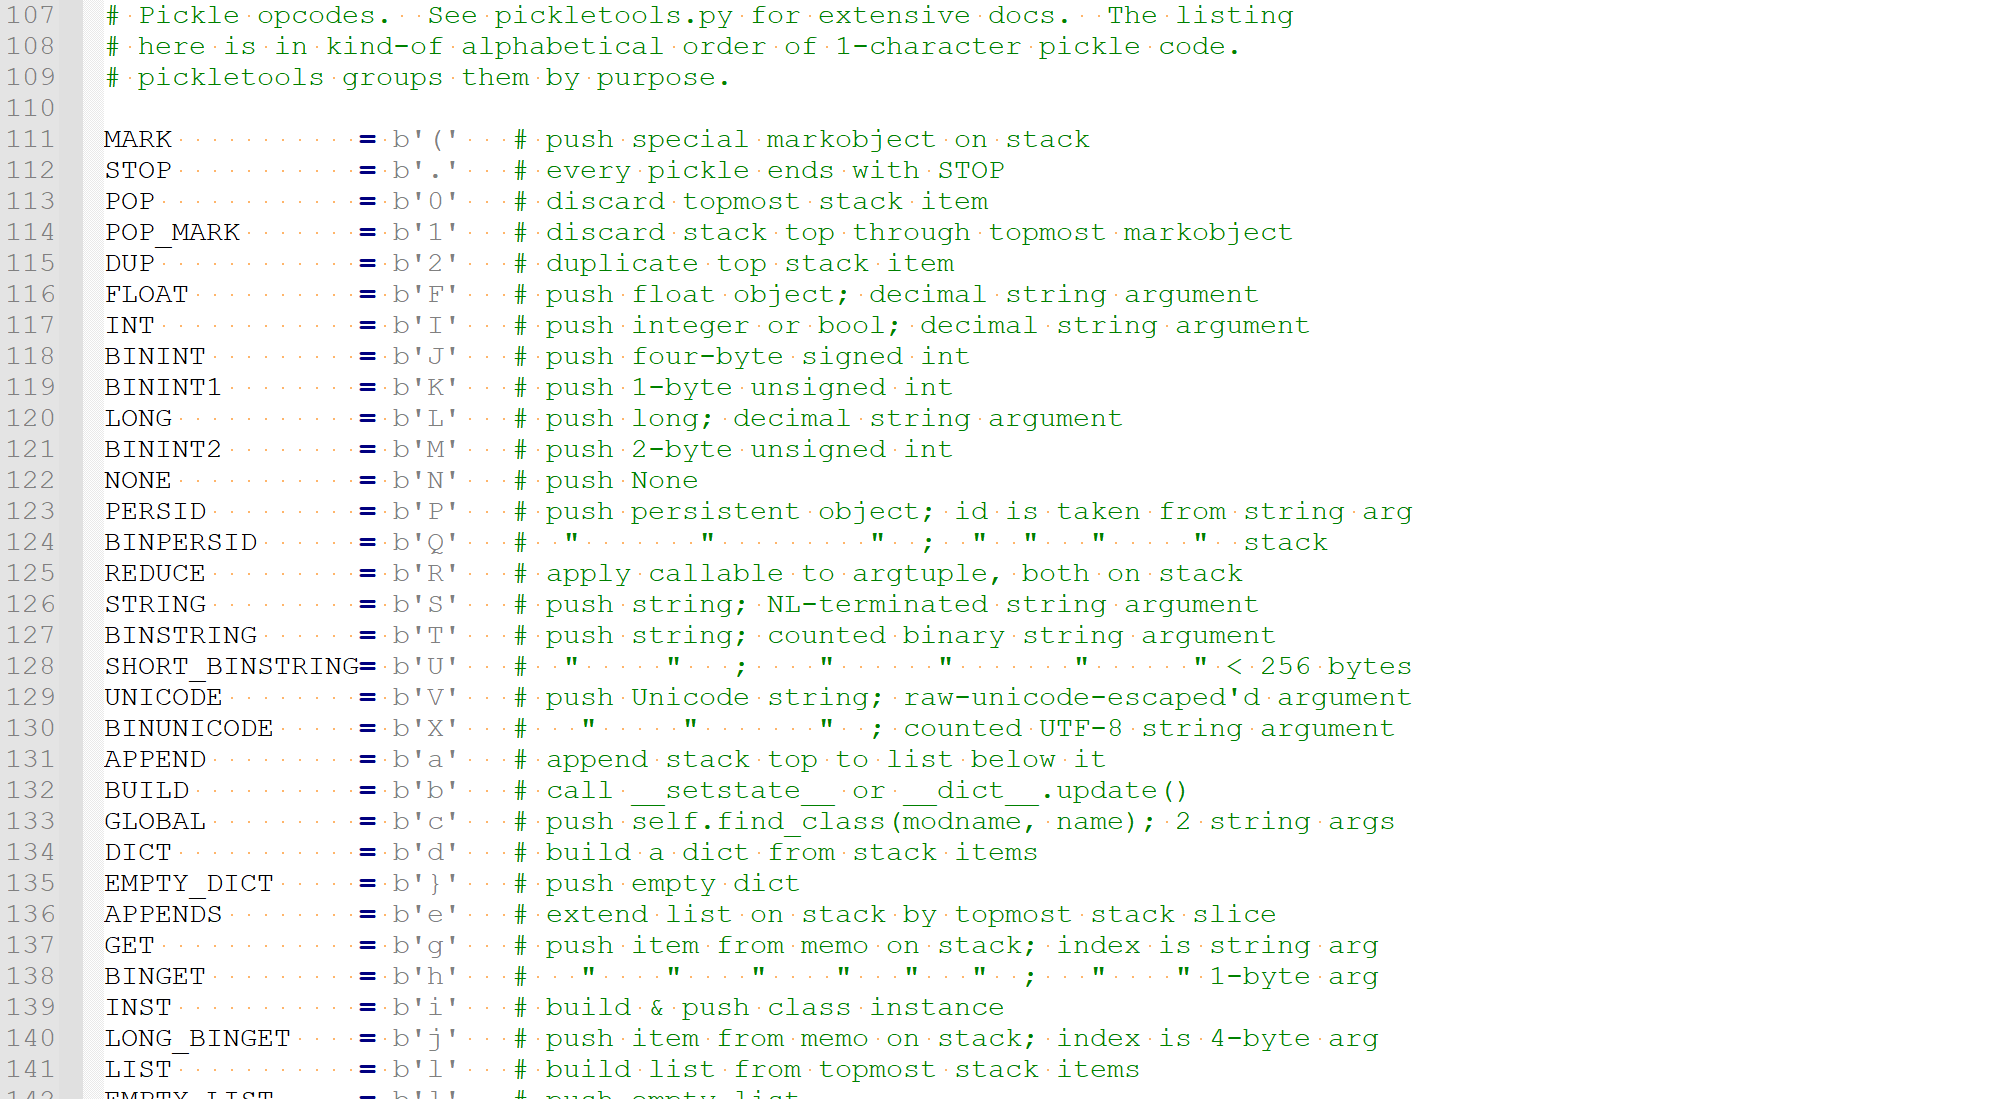 107 # Pickle opcodes.  See pickletools.py for extensive docs.  The listing
108 # here is in kind-of alphabetical order of 1-character pickle code.
109 # pickletools groups them by purpose.
110
111 MARK           = b'('   # push special markobject on stack
112 STOP           = b'.'   # every pickle ends with STOP
113 POP            = b'0'   # discard topmost stack item
114 POP_MARK       = b'1'   # discard stack top through topmost markobject
115 DUP            = b'2'   # duplicate top stack item
116 FLOAT          = b'F'   # push float object; decimal string argument
117 INT            = b'I'   # push integer or bool; decimal string argument
118 BININT         = b'J'   # push four-byte signed int
119 BININT1        = b'K'   # push 1-byte unsigned int
120 LONG           = b'L'   # push long; decimal string argument
121 BININT2        = b'M'   # push 2-byte unsigned int
122 NONE           = b'N'   # push None
123 PERSID         = b'P'   # push persistent object; id is taken from string arg
124 BINPERSID      = b'Q'   #  "       "         "  ;  "  "   "     "  stack
125 REDUCE         = b'R'   # apply callable to argtuple, both on stack
126 STRING         = b'S'   # push string; NL-terminated string argument
127 BINSTRING      = b'T'   # push string; counted binary string argument
128 SHORT_BINSTRING= b'U'   #  "     "   ;    "      "       "      " < 256 bytes
129 UNICODE        = b'V'   # push Unicode string; raw-unicode-escaped'd argument
130 BINUNICODE     = b'X'   #   "     "       "  ; counted UTF-8 string argument
131 APPEND         = b'a'   # append stack top to list below it
132 BUILD          = b'b'   # call __setstate__ or __dict__.update()
133 GLOBAL         = b'c'   # push self.find_class(modname, name); 2 string args
134 DICT           = b'd'   # build a dict from stack items
135 EMPTY_DICT     = b'}'   # push empty dict
136 APPENDS        = b'e'   # extend list on stack by topmost stack slice
137 GET            = b'g'   # push item from memo on stack; index is string arg
138 BINGET         = b'h'   #   "    "    "    "   "   "  ;   "    " 1-byte arg
139 INST           = b'i'   # build & push class instance
140 LONG_BINGET    = b'j'   # push item from memo on stack; index is 4-byte arg
141 LIST           = b'l'   # build list from topmost stack items
142 EMPTY_LIST     = b']'   # push empty list